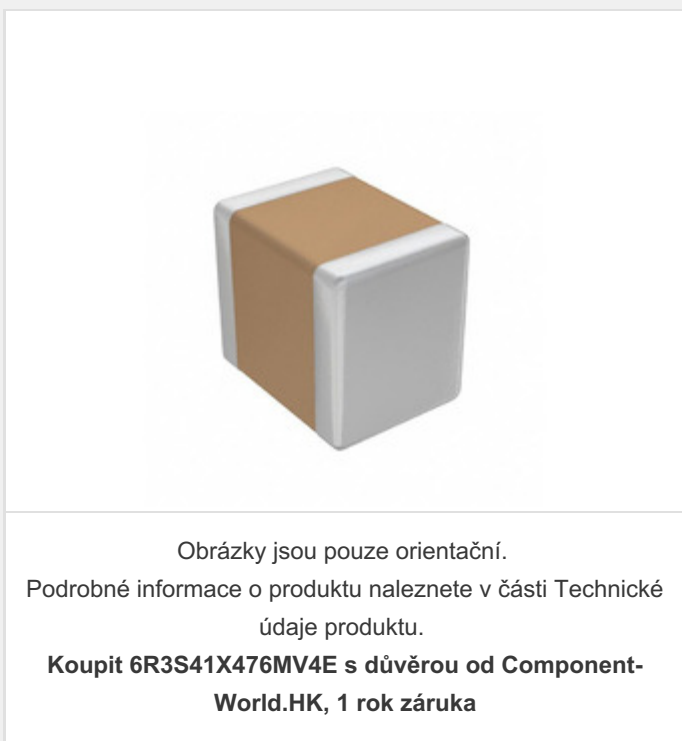 Obrázky jsou pouze orientační.
Podrobné informace o produktu naleznete v části Technické
údaje produktu.
Koupit 6R3S41X476MV4E s důvěrou od Component-
World.HK, 1 rok záruka